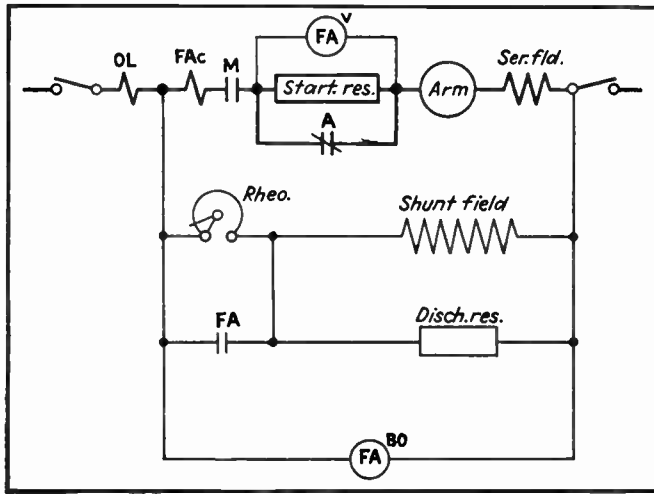 OL
FAc
M
FA V
Start. res.
A
Arm
Ser. fld.
Rheo.
Shunt field
FA
Disch. res.
FA BO